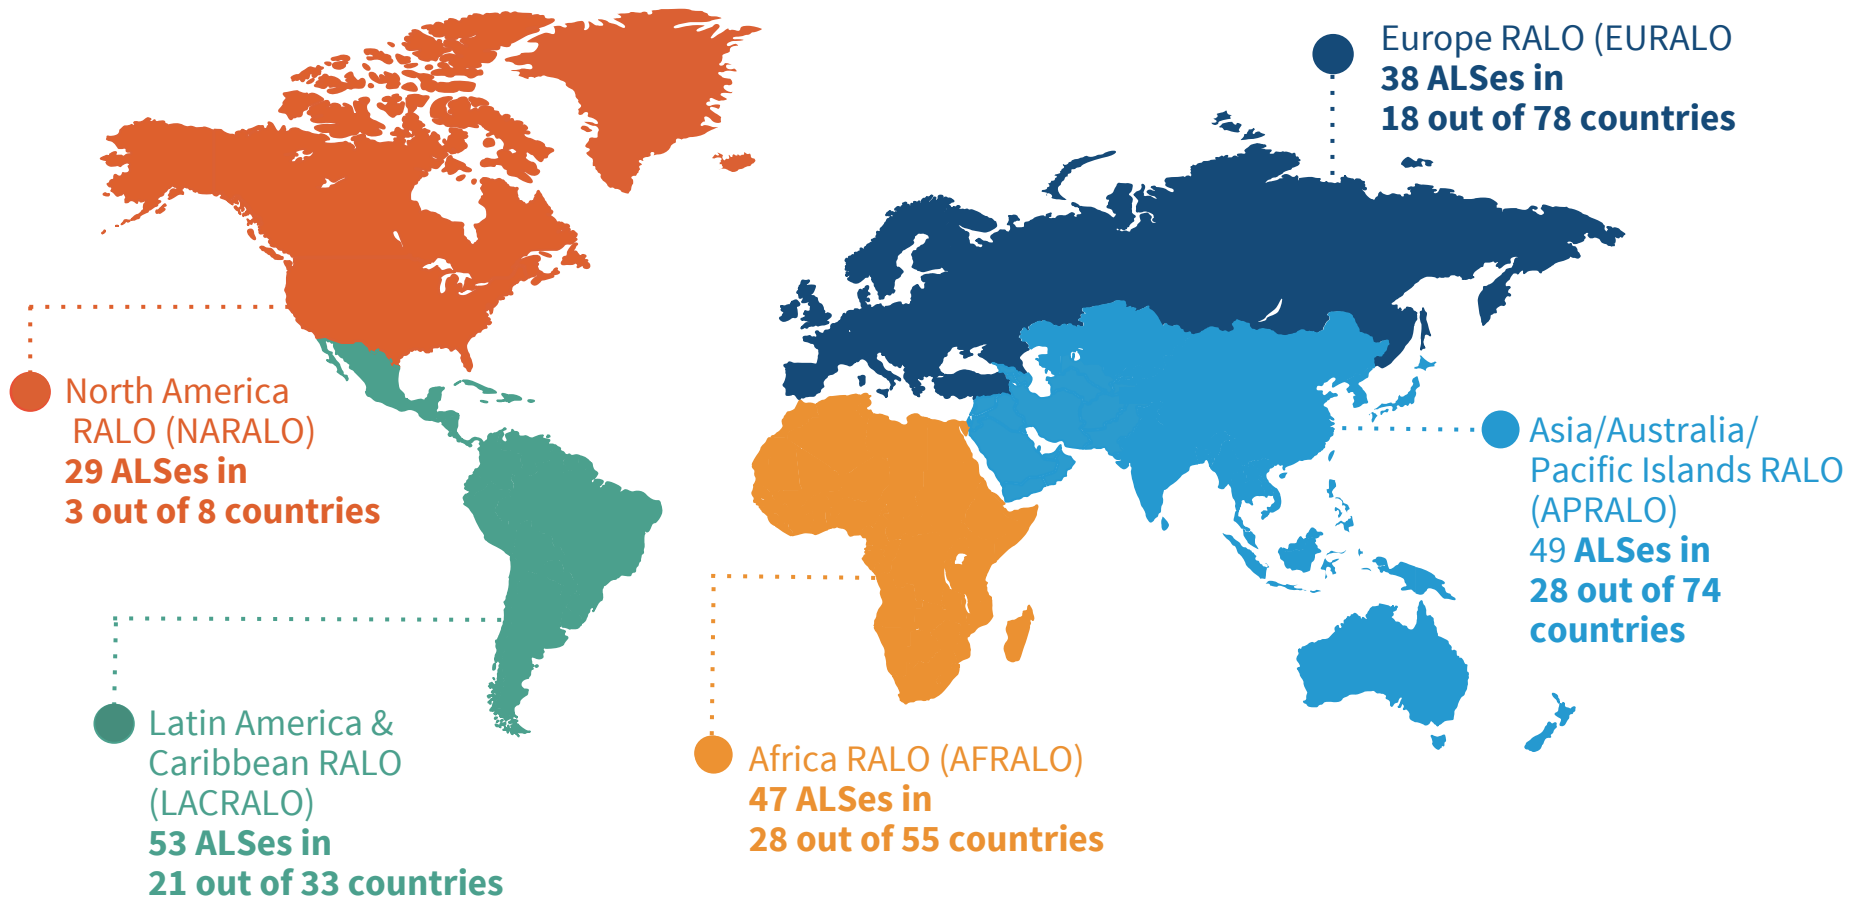 Europe RALO (EURALO
38 ALSes in
18 out of 78 countries
North America
RALO (NARALO)
29 ALSes in
3 out of 8 countries
Asia/Australia/
Pacific Islands RALO
(APRALO)
49 ALSes in
28 out of 74
countries
Latin America &
Caribbean RALO
(LACRALO)
53 ALSes in
21 out of 33 countries
Africa RALO (AFRALO)
47 ALSes in
28 out of 55 countries